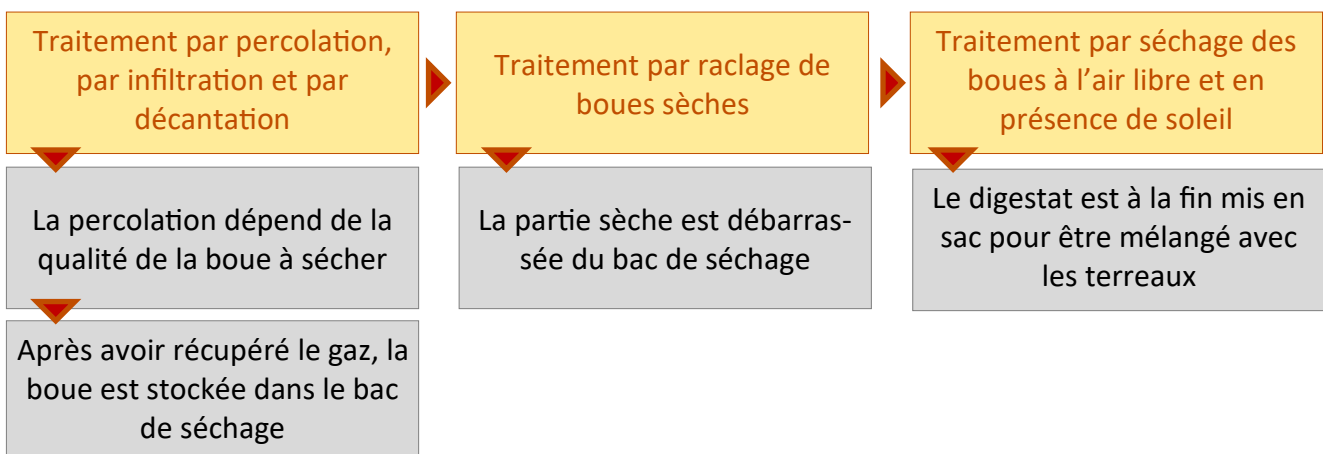 Traitement par percolation,
par infiltration et par
décantation
La percolation dépend de la
qualité de la boue à sécher
Après avoir récupéré le gaz, la
boue est stockée dans le bac
de séchage
Traitement par raclage de
boues sèches
La partie sèche est débarras-
sée du bac de séchage
Traitement par séchage des
boues à l’air libre et en
présence de soleil
Le digestat est à la fin mis en
sac pour être mélangé avec
les terreaux